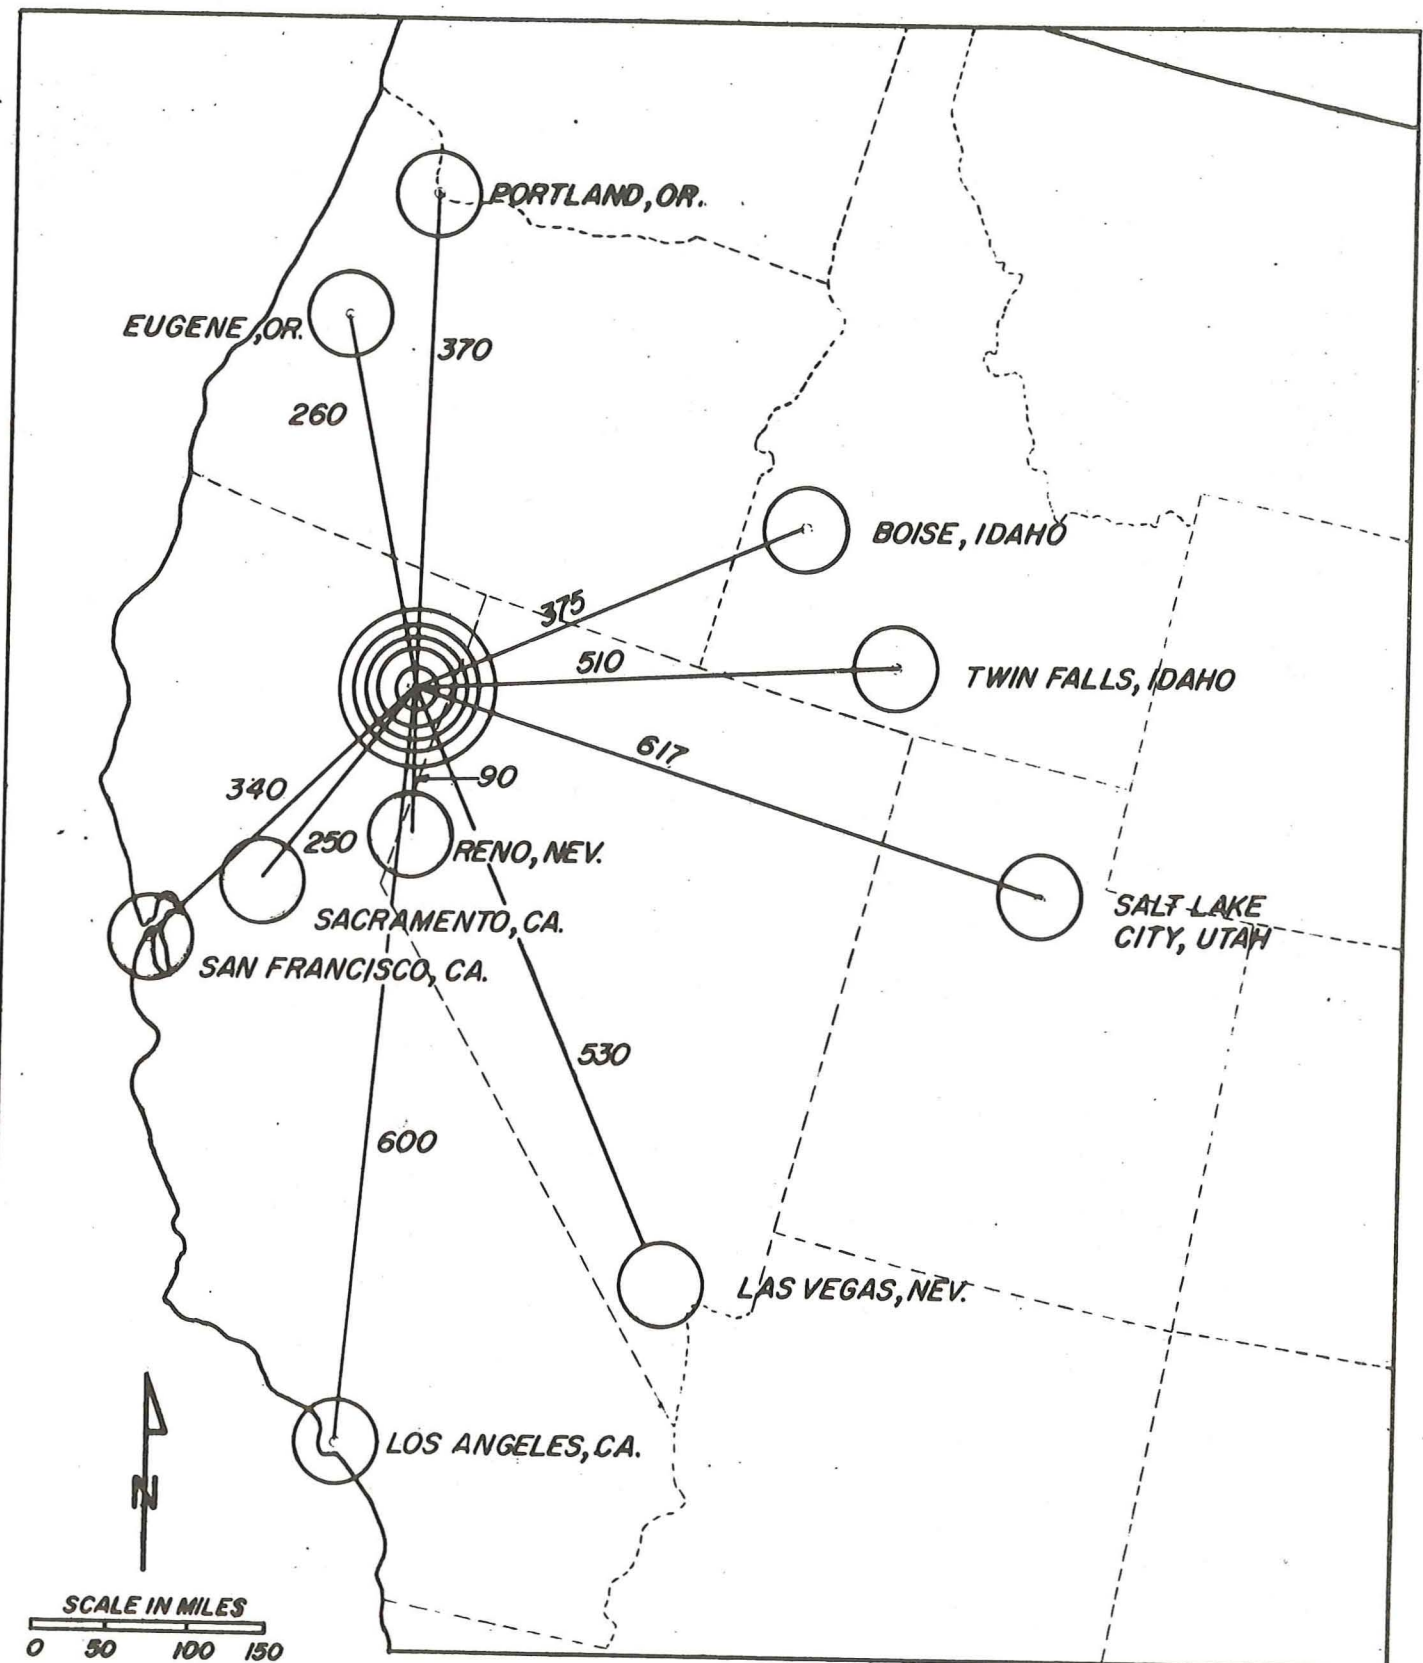 PORTLAND, OR.
EUGENE, OR.
370
260
BOISE, IDAHO
375
510
TWIN FALLS, IDAHO
617
90
340
250
RENO, NEV.
SACRAMENTO, CA.
SALT LAKE
CITY, UTAH
SAN FRANCISCO, CA.
530
600
LAS VEGAS, NEV.
LOS ANGELES, CA.
N
SCALE IN MILES
0 50 100 150